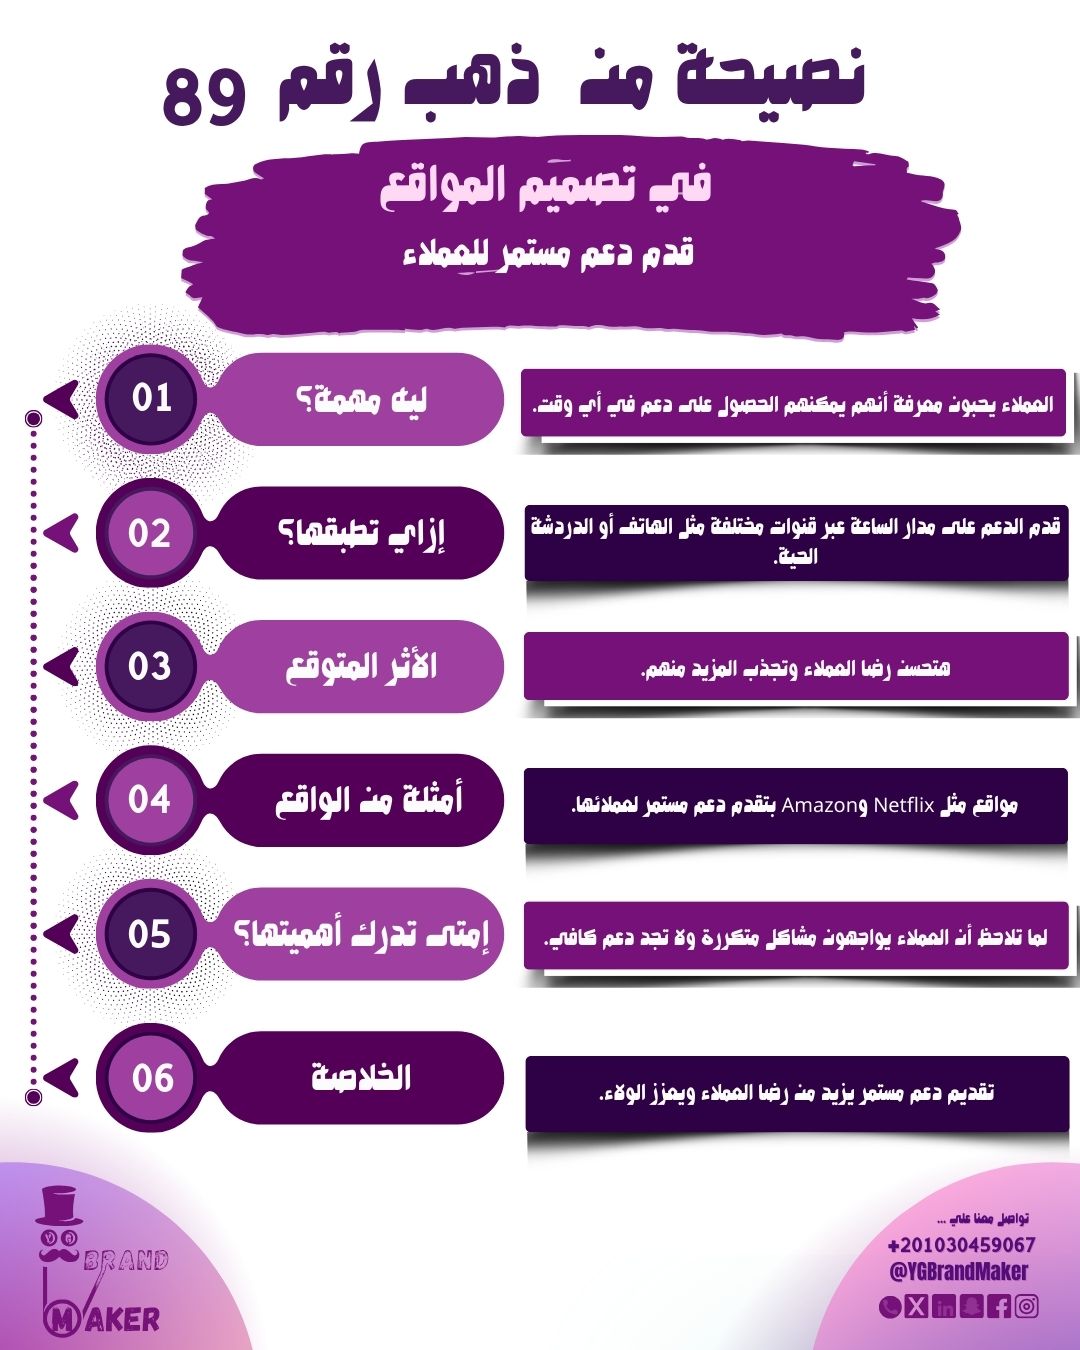 نصيحة من ذهب رقم 89
في تصميم المواقع
قدم دعم مستمر للعملاء
01
ليه مهمة؟
العملاء يحبون معرفة أنهم يمكنهم الحصول على دعم في أي وقت.
02
إزاي تطبقها؟
قدم الدعم على مدار الساعة عبر قنوات مختلفة مثل الهاتف أو الدردشة
الحية.
03
الأثر المتوقع
هتحسن رضا العملاء وتجذب المزيد منهم.
04
أمثلة من الواقع
مواقع مثل Netflix وAmazon بتقدم دعم مستمر لعملائها.
05
إمتى تدرك أهميتها؟
لما تلاحظ أن العملاء يواجهون مشاكل متكررة ولا تجد دعم كافي.
06
الخلاصة
تقديم دعم مستمر يزيد من رضا العملاء ويعزز الولاء.
BRAND
MAKER
تواصل معنا علي ...
+201030459067
@YGBrandMaker